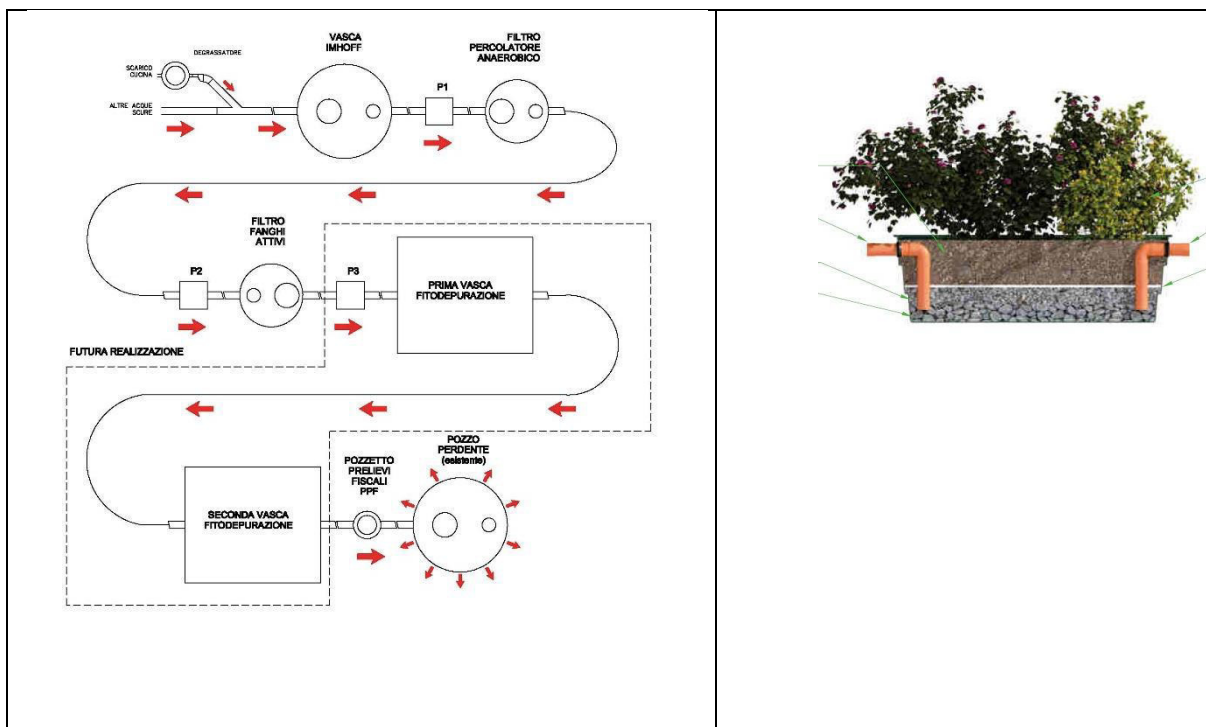 DEGRASSATORE
SCARICO
CUCINA
ALTRE ACQUE
SCURE
VASCA
IMHOFF
P1
FILTRO
PERCOLATORE
ANAEROBICO
P2
FILTRO
FANGHI
ATTIVI
P3
PRIMA VASCA
FITODEPURAZIONE
FUTURA REALIZZAZIONE
SECONDA VASCA
FITODEPURAZIONE
POZZETTO
PRELIEVI
FISCALI
PPF
POZZO
PERDENTE
(esistente)